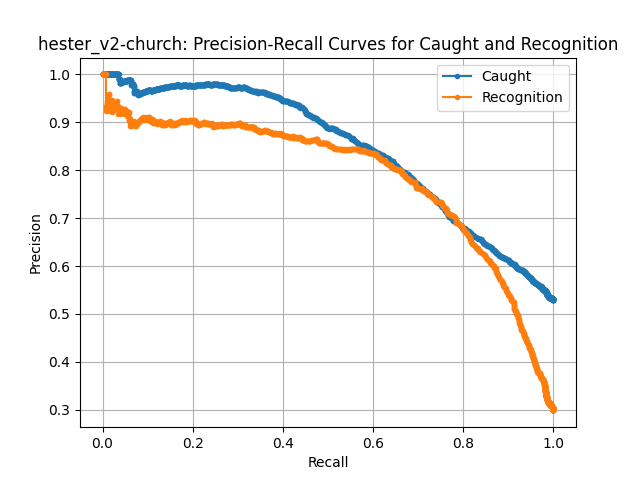 hester_v2-church: Precision-Recall Curves for Caught and Recognition
Caught
Recognition
1.0
0.9
0.8
0.7
0.6
0.5
0.4
0.3
Precision
0.0 0.2 0.4 0.6 0.8 1.0
Recall